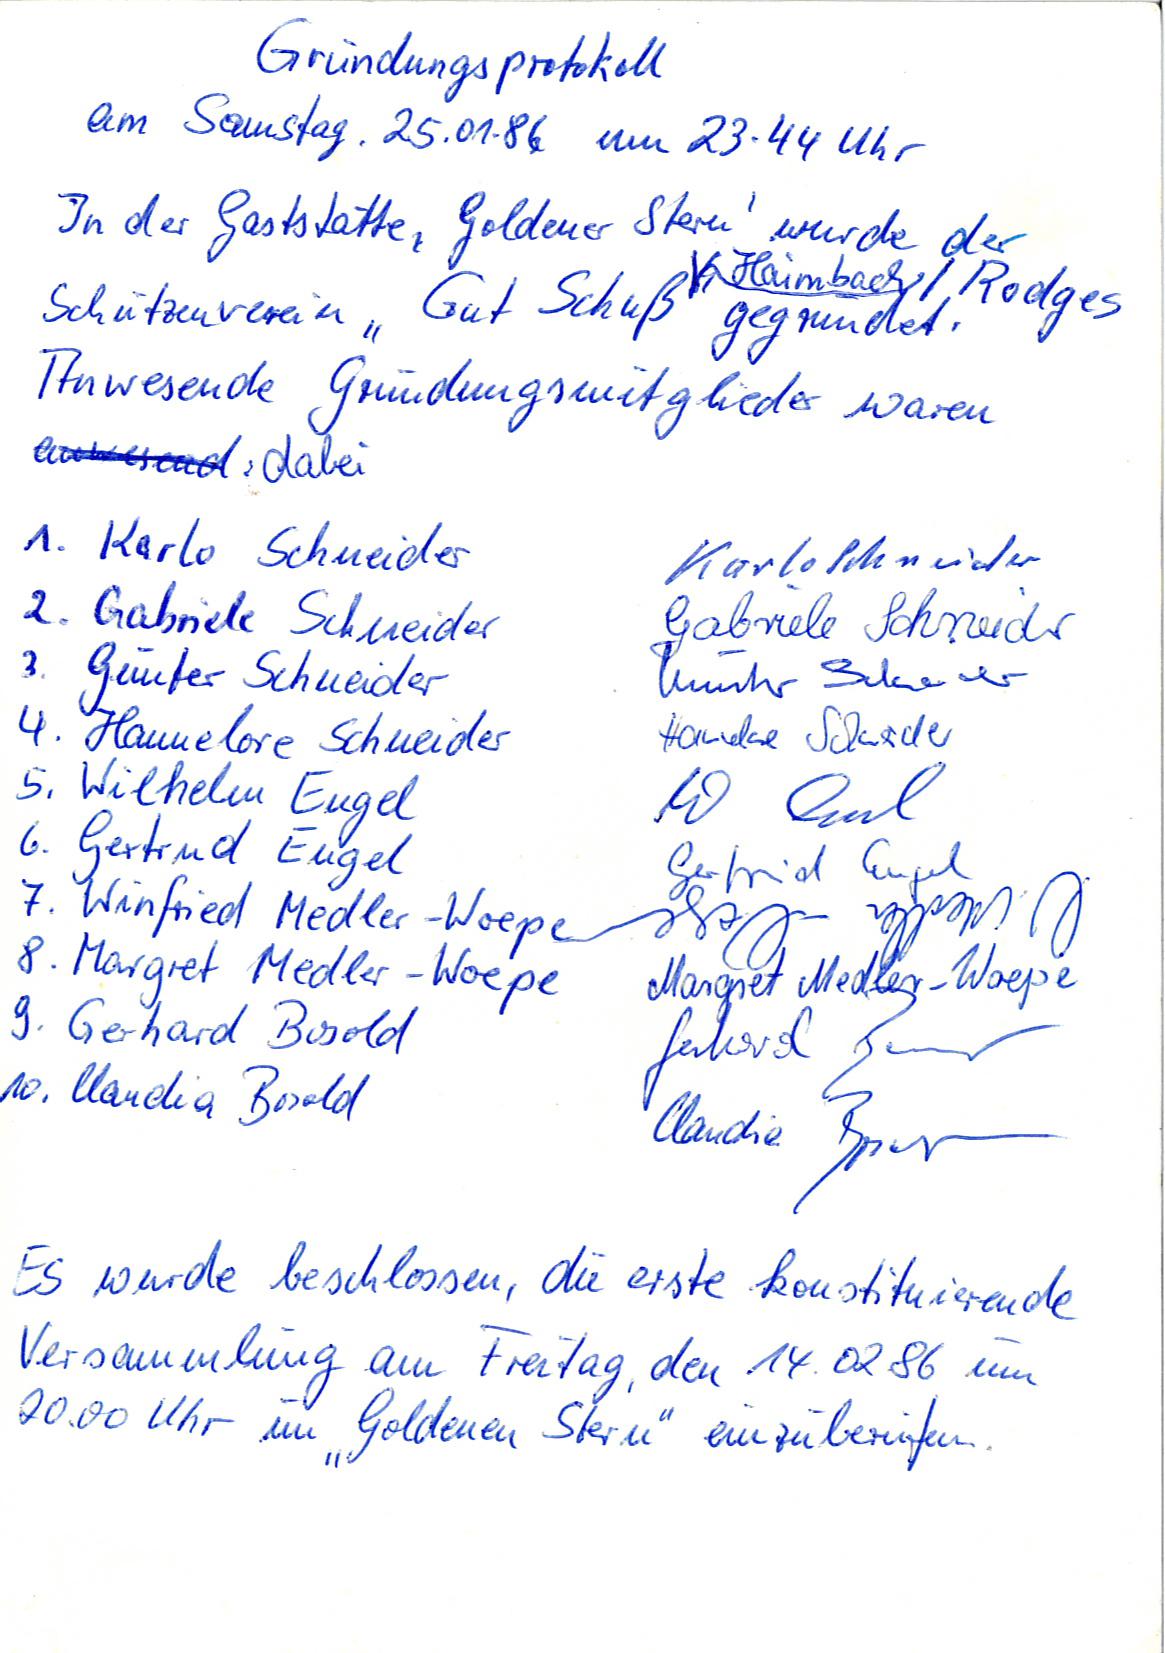 Gründungsprotokoll
am Samstag. 25.01.86 um 23.44 Uhr
In der Gaststätte „Goldener Stern" wurde der
Schützenverein „Gut Schuß" Haimbach / Rodges
gegründet.
Anwesende Gründungsmitglieder waren
anwesend: dabei
1. Karlo Schneider Karlo Schneider
2. Gabriele Schneider Gabriele Schneider
3. Günter Schneider Günter Schneider
4. Hannelore Schneider Hannelore Schneider
5. Wilhelm Engel W Engel
6. Gertrud Engel Gertrud Engel
7. Winfried Medler-Woepe
8. Margret Medler-Woepe Margret Medler-Woepe
9. Gerhard Bosold Gerhard
10. Claudia Bosold Claudia
Es wurde beschlossen, die erste konstituierende
Versammlung am Freitag, den 14.02 86 um
20.00 Uhr im „Goldenen Stern" einzuberufen.